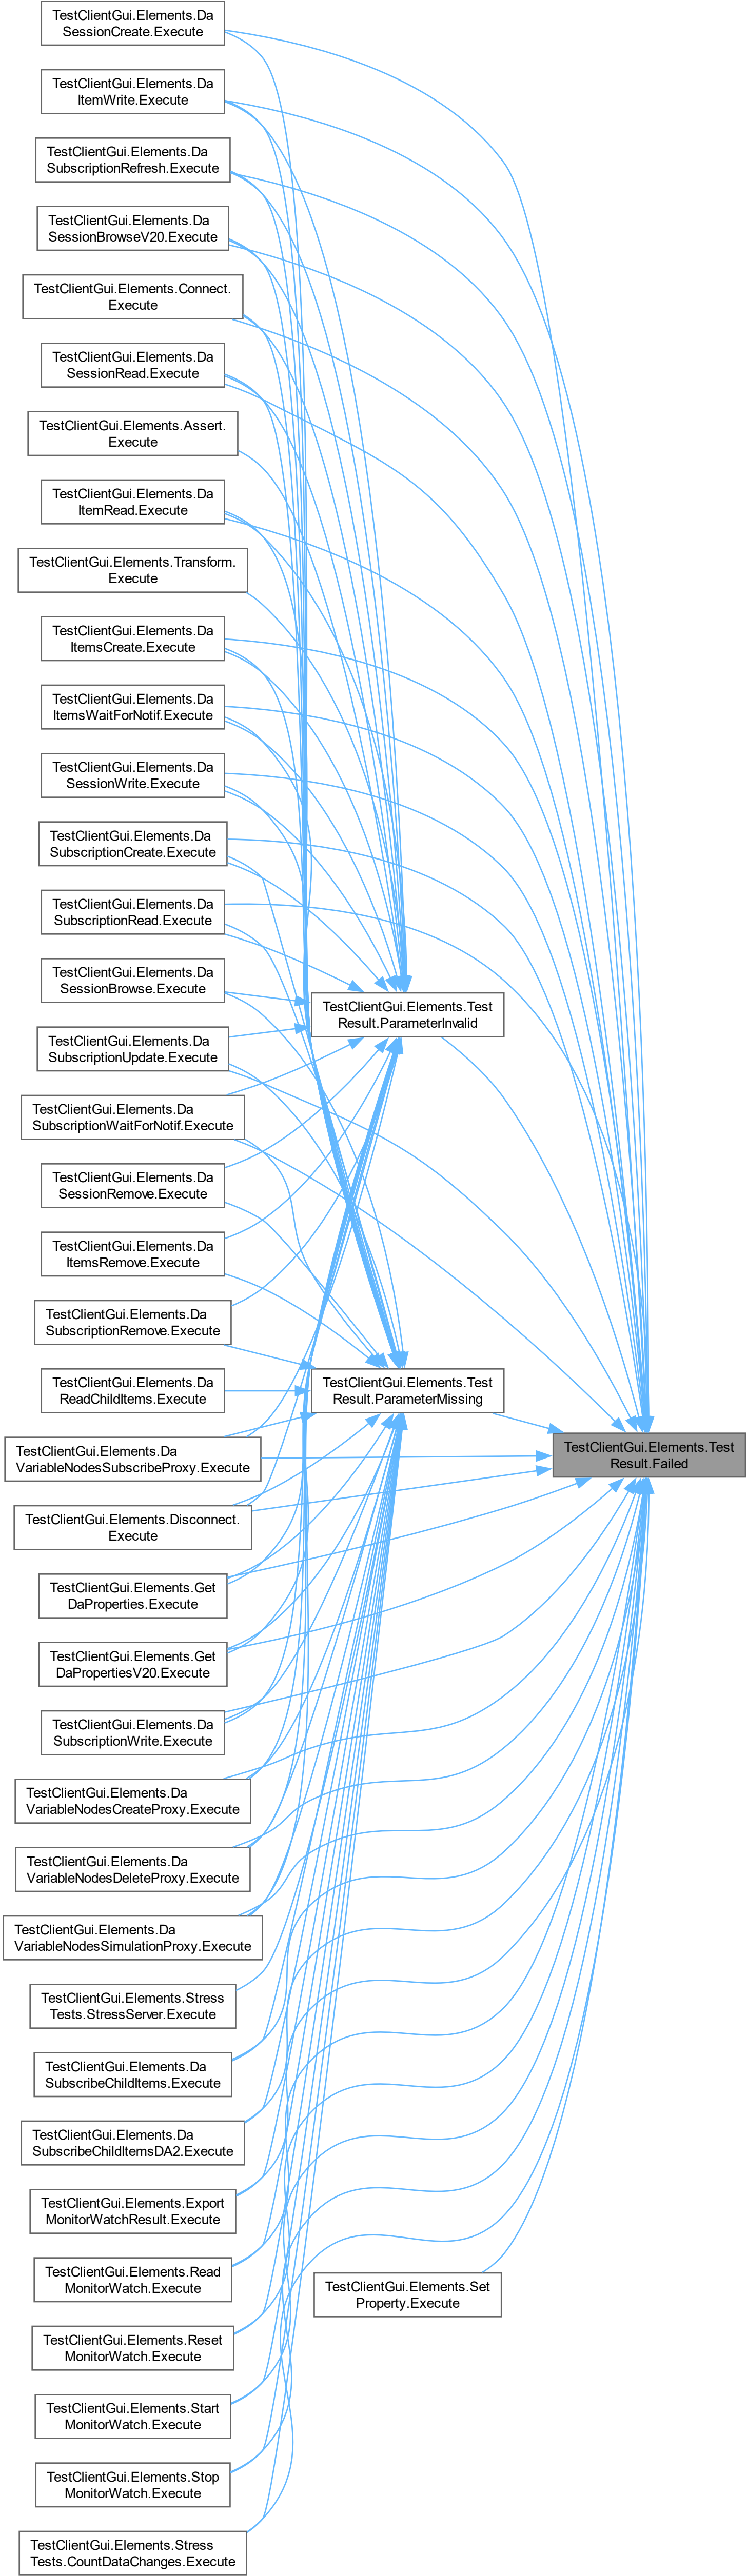 TestClientGui.Elements.Da
SessionCreate.Execute
TestClientGui.Elements.Da
ItemWrite.Execute
TestClientGui.Elements.Da
SubscriptionRefresh.Execute
TestClientGui.Elements.Da
SessionBrowseV20.Execute
TestClientGui.Elements.Connect.
Execute
TestClientGui.Elements.Da
SessionRead.Execute
TestClientGui.Elements.Assert.
Execute
TestClientGui.Elements.Da
ItemRead.Execute
TestClientGui.Elements.Transform.
Execute
TestClientGui.Elements.Da
ItemsCreate.Execute
TestClientGui.Elements.Da
ItemsWaitForNotif.Execute
TestClientGui.Elements.Da
SessionWrite.Execute
TestClientGui.Elements.Da
SubscriptionCreate.Execute
TestClientGui.Elements.Da
SubscriptionRead.Execute
TestClientGui.Elements.Da
SessionBrowse.Execute
TestClientGui.Elements.Da
SubscriptionUpdate.Execute
TestClientGui.Elements.Da
SubscriptionWaitForNotif.Execute
TestClientGui.Elements.Da
SessionRemove.Execute
TestClientGui.Elements.Da
ItemsRemove.Execute
TestClientGui.Elements.Da
SubscriptionRemove.Execute
TestClientGui.Elements.Da
ReadChildItems.Execute
TestClientGui.Elements.Da
VariableNodesSubscribeProxy.Execute
TestClientGui.Elements.Disconnect.
Execute
TestClientGui.Elements.Get
DaProperties.Execute
TestClientGui.Elements.Get
DaPropertiesV20.Execute
TestClientGui.Elements.Da
SubscriptionWrite.Execute
TestClientGui.Elements.Da
VariableNodesCreateProxy.Execute
TestClientGui.Elements.Da
VariableNodesDeleteProxy.Execute
TestClientGui.Elements.Da
VariableNodesSimulationProxy.Execute
TestClientGui.Elements.Stress
Tests.StressServer.Execute
TestClientGui.Elements.Da
SubscribeChildItems.Execute
TestClientGui.Elements.Da
SubscribeChildItemsDA2.Execute
TestClientGui.Elements.Export
MonitorWatchResult.Execute
TestClientGui.Elements.Read
MonitorWatch.Execute
TestClientGui.Elements.Reset
MonitorWatch.Execute
TestClientGui.Elements.Start
MonitorWatch.Execute
TestClientGui.Elements.Stop
MonitorWatch.Execute
TestClientGui.Elements.Stress
Tests.CountDataChanges.Execute
TestClientGui.Elements.Test
Result.ParameterInvalid
TestClientGui.Elements.Test
Result.ParameterMissing
TestClientGui.Elements.Set
Property.Execute
TestClientGui.Elements.Test
Result.Failed